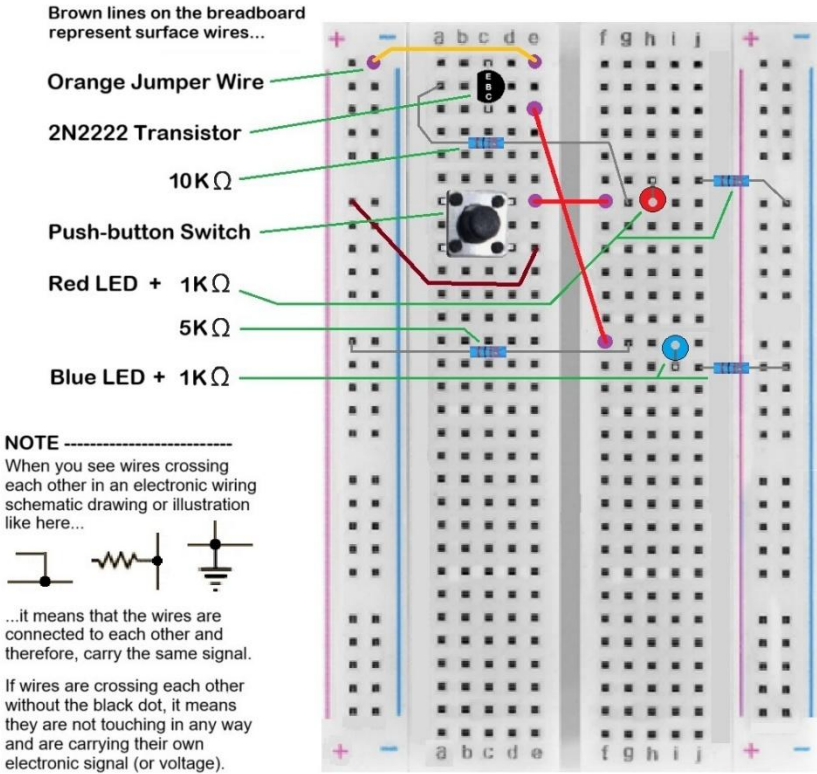 Brown lines on the breadboard
represent surface wires...
Orange Jumper Wire
2N2222 Transistor
10KΩ
Push-button Switch
Red LED + 1KΩ
5KΩ
Blue LED + 1KΩ
NOTE --------------------------
When you see wires crossing
each other in an electronic wiring
schematic drawing or illustration
like here...
...it means that the wires are
connected to each other and
therefore, carry the same signal.
If wires are crossing each other
without the black dot, it means
they are not touching in any way
and are carrying their own
electronic signal (or voltage).
+ − a b c d e f g h i j + −
E
B
C
+ − a b c d e f g h i j + −